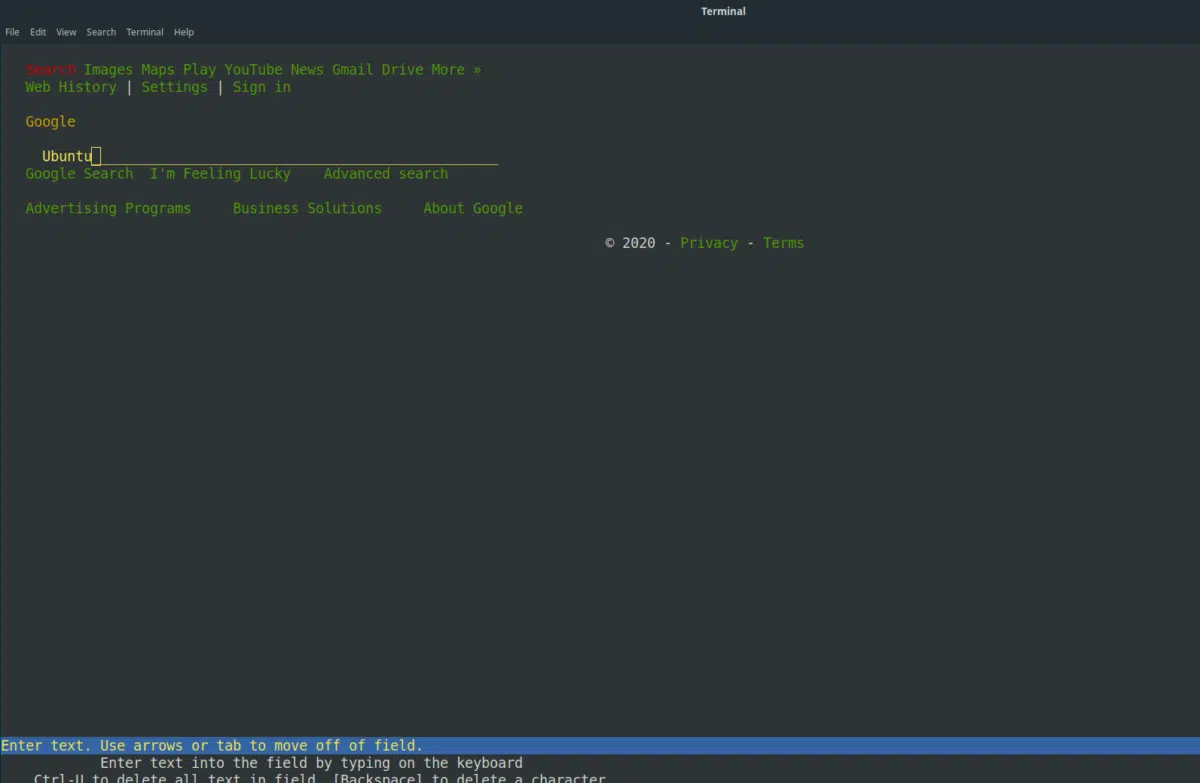 Terminal
File Edit View Search Terminal Help
Search Images Maps Play YouTube News Gmail Drive More »
Web History | Settings | Sign in
Google
Ubuntu
Google Search I'm Feeling Lucky Advanced search
Advertising Programs Business Solutions About Google
© 2020 - Privacy - Terms
Enter text. Use arrows or tab to move off of field.
Enter text into the field by typing on the keyboard
Ctrl-U to delete all text in field, [Backspace] to delete a character